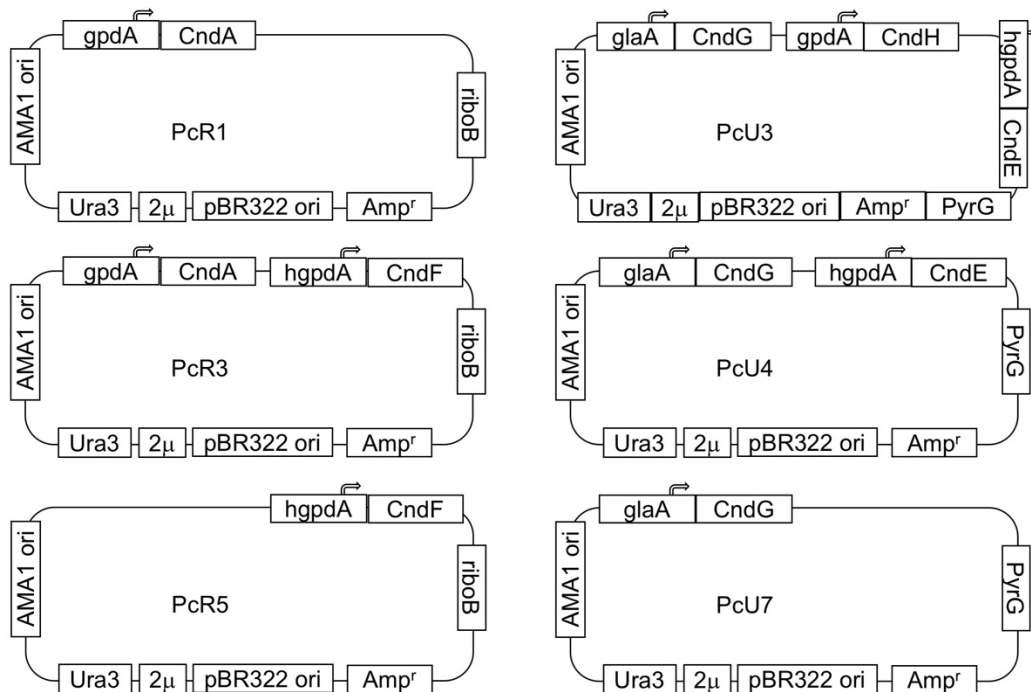 gpdA CndA
AMA1 ori
riboB
PcR1
Ura3 2μ pBR322 ori Ampʳ
glaA CndG gpdA CndH
hgpdA
CndE
AMA1 ori
PcU3
Ura3 2μ pBR322 ori Ampʳ PyrG
gpdA CndA hgpdA CndF
AMA1 ori
riboB
PcR3
Ura3 2μ pBR322 ori Ampʳ
glaA CndG hgpdA CndE
AMA1 ori
PyrG
PcU4
Ura3 2μ pBR322 ori Ampʳ
hgpdA CndF
AMA1 ori
riboB
PcR5
Ura3 2μ pBR322 ori Ampʳ
glaA CndG
AMA1 ori
PyrG
PcU7
Ura3 2μ pBR322 ori Ampʳ